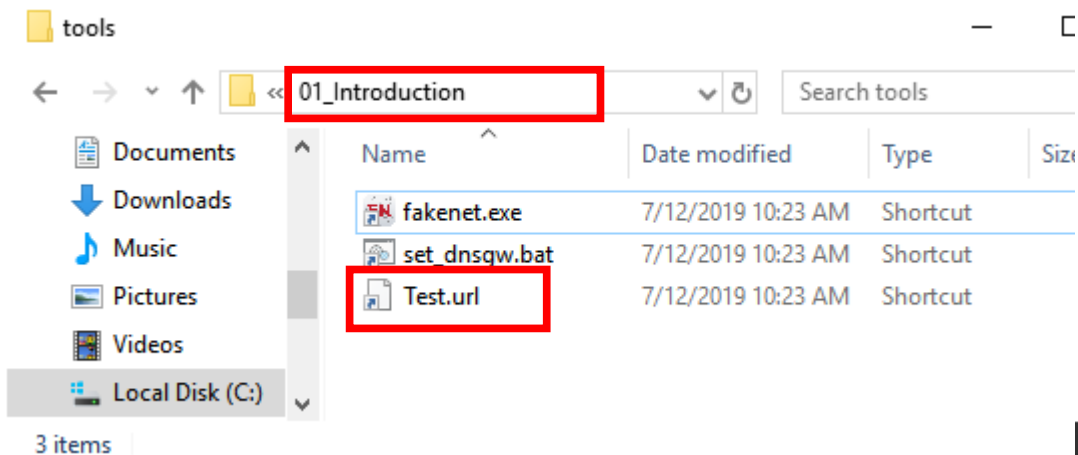 tools
« 01_Introduction Search tools
Documents
Downloads
Music
Pictures
Videos
Local Disk (C:)
Name Date modified Type Size
fakenet.exe 7/12/2019 10:23 AM Shortcut
set_dnsgw.bat 7/12/2019 10:23 AM Shortcut
Test.url 7/12/2019 10:23 AM Shortcut
3 items